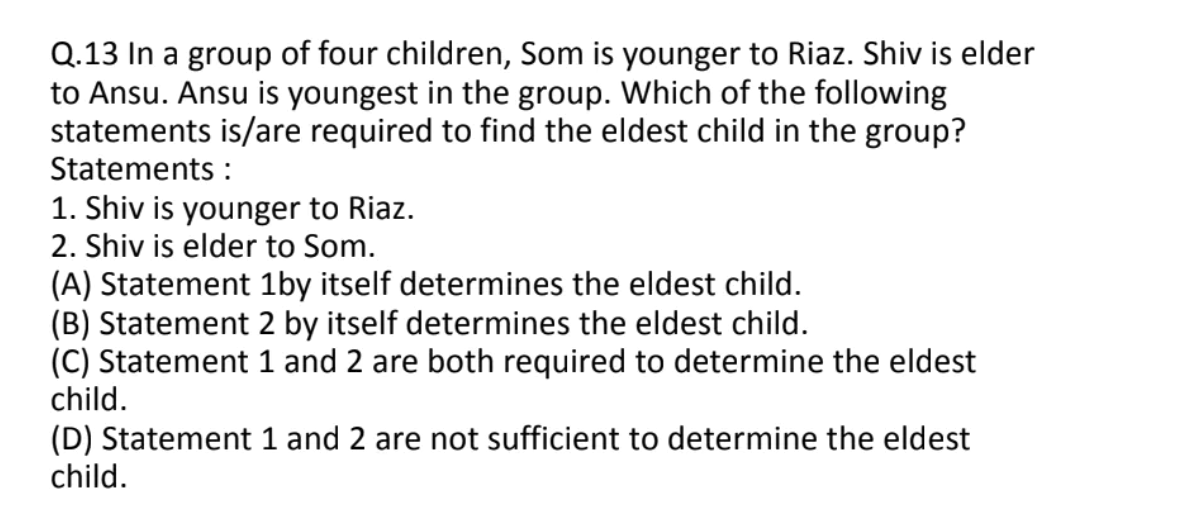 Q.13 In a group of four children, Som is younger to Riaz. Shiv is elder
to Ansu. Ansu is youngest in the group. Which of the following
statements is/are required to find the eldest child in the group?
Statements :
1. Shiv is younger to Riaz.
2. Shiv is elder to Som.
(A) Statement 1by itself determines the eldest child.
(B) Statement 2 by itself determines the eldest child.
(C) Statement 1 and 2 are both required to determine the eldest
child.
(D) Statement 1 and 2 are not sufficient to determine the eldest
child.